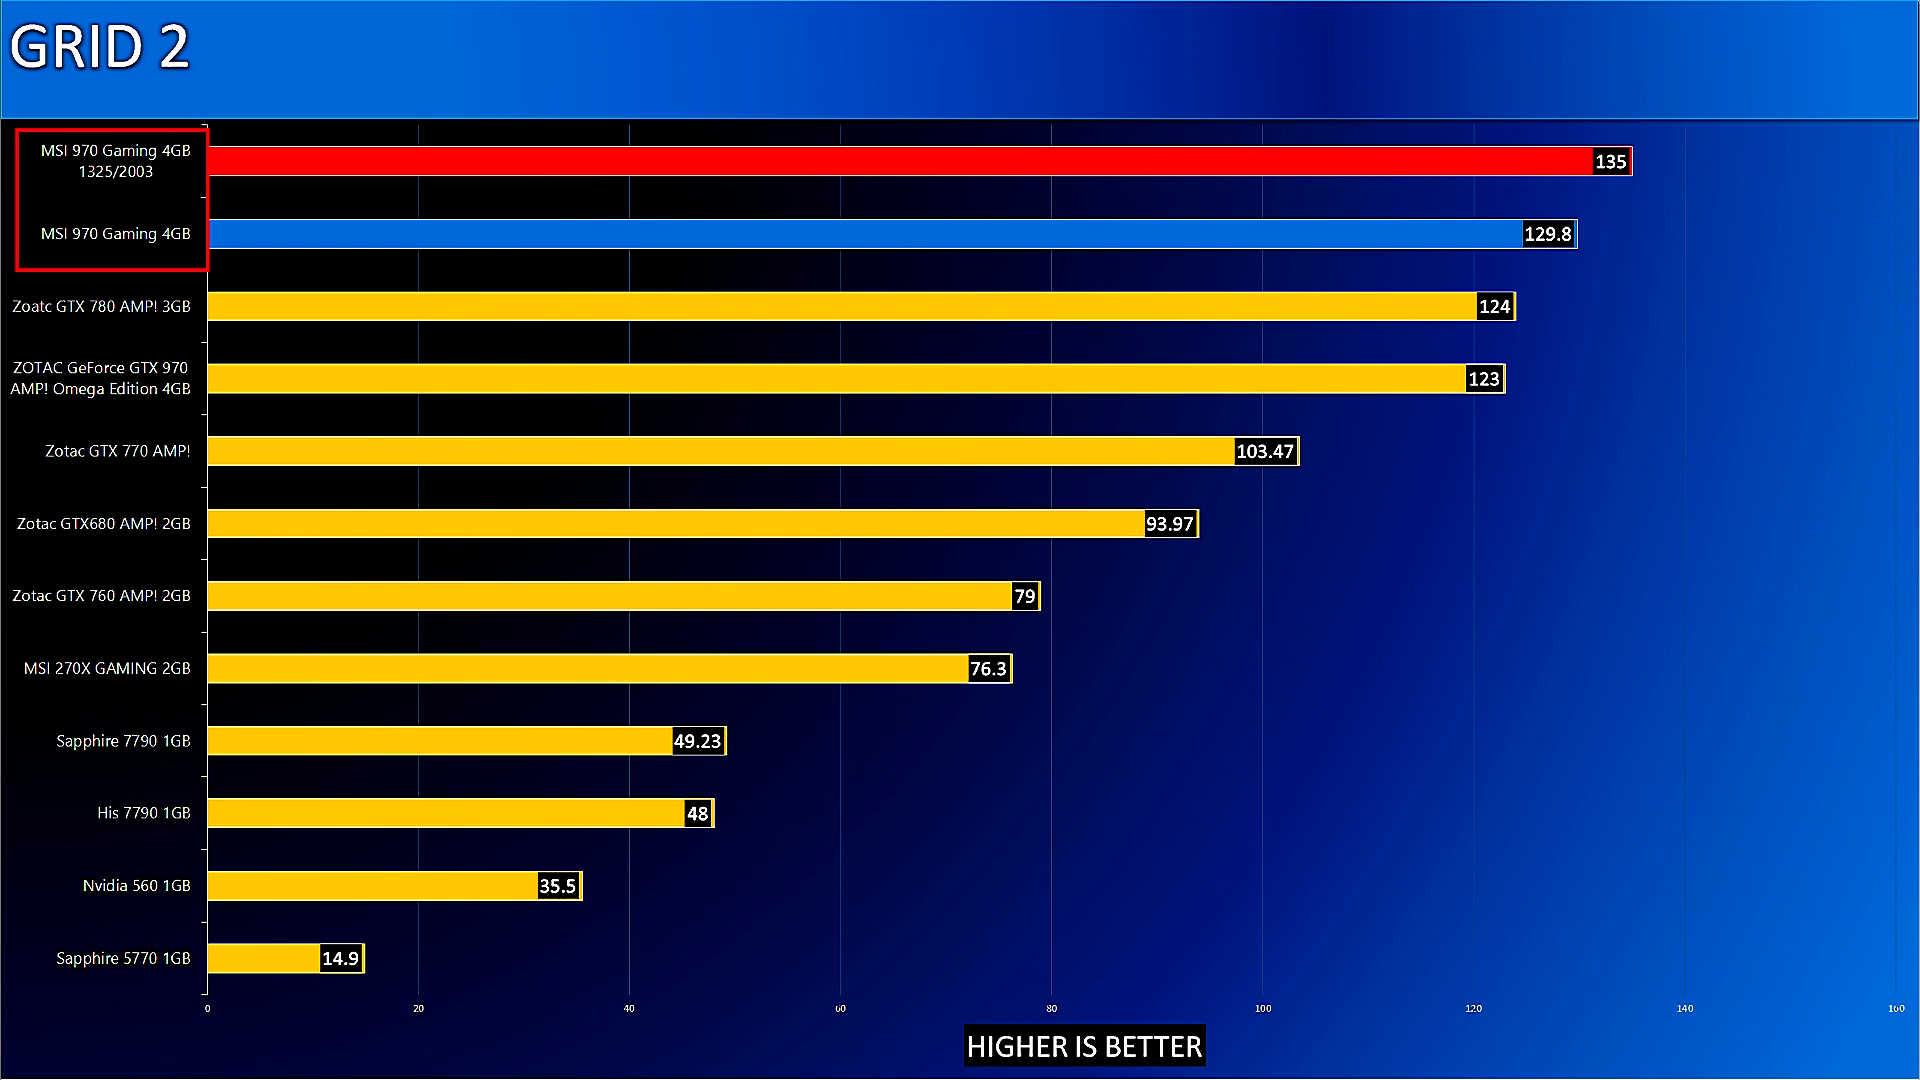 GRID 2
MSI 970 Gaming 4GB
1325/2003
135
MSI 970 Gaming 4GB
129.8
Zoatc GTX 780 AMP! 3GB
124
ZOTAC GeForce GTX 970
AMP! Omega Edition 4GB
123
Zotac GTX 770 AMP!
103.47
Zotac GTX680 AMP! 2GB
93.97
Zotac GTX 760 AMP! 2GB
79
MSI 270X GAMING 2GB
76.3
Sapphire 7790 1GB
49.23
His 7790 1GB
48
Nvidia 560 1GB
35.5
Sapphire 5770 1GB
14.9
0 20 40 60 80 100 120 140 160
HIGHER IS BETTER